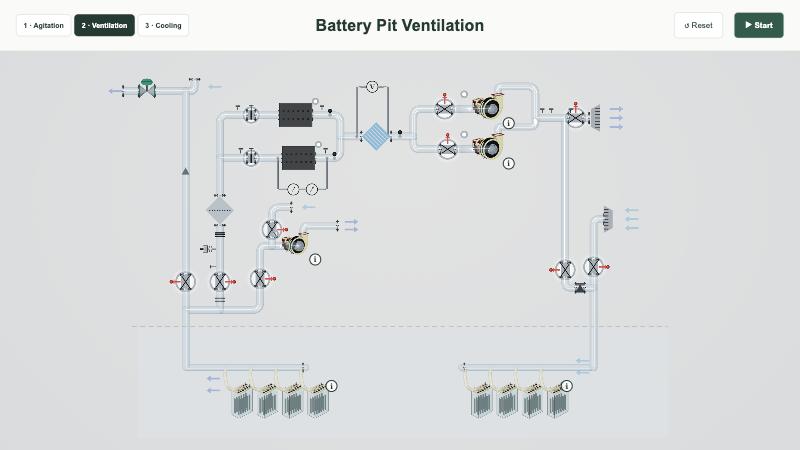 1 · Agitation
2 · Ventilation
3 · Cooling
Battery Pit Ventilation
↺ Reset
▶ Start
V
i
i
i
i
i